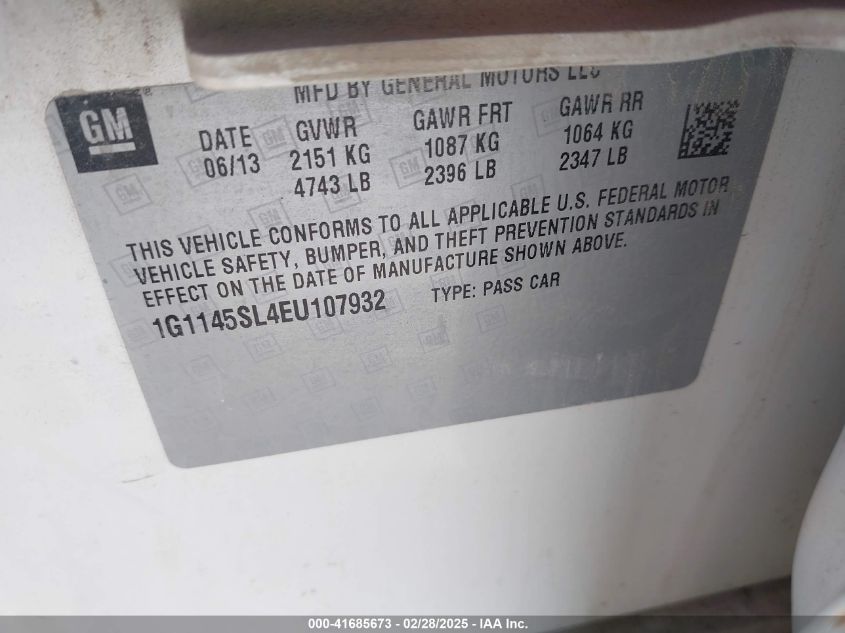 MFD BY GENERAL MOTORS LLC
GM
DATE
06/13
GVWR
2151 KG
4743 LB
GAWR FRT
1087 KG
2396 LB
GAWR RR
1064 KG
2347 LB
THIS VEHICLE CONFORMS TO ALL APPLICABLE U.S. FEDERAL MOTOR
VEHICLE SAFETY, BUMPER, AND THEFT PREVENTION STANDARDS IN
EFFECT ON THE DATE OF MANUFACTURE SHOWN ABOVE.
1G1145SL4EU107932
TYPE: PASS CAR
000-41685673 - 02/28/2025 - IAA Inc.